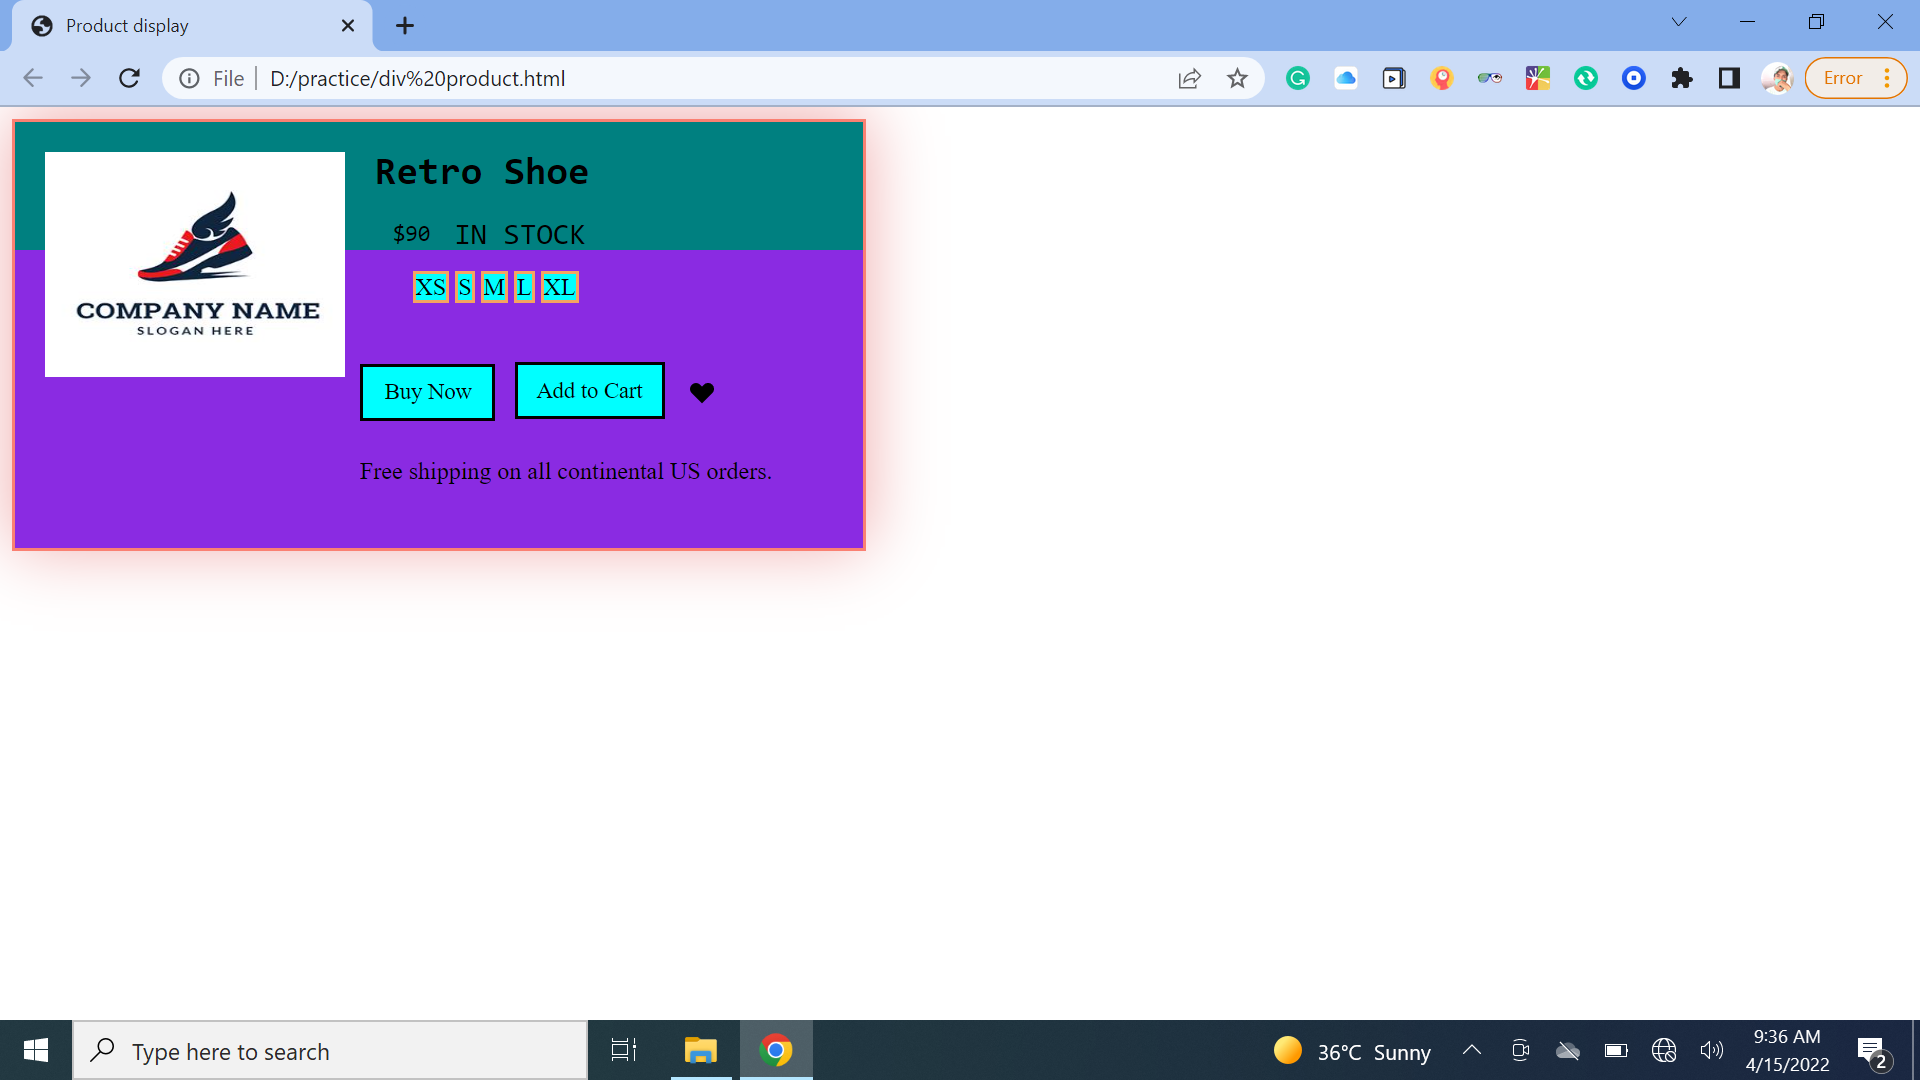 Product display
File
D:/practice/div%20product.html
Error
Retro Shoe
$90 IN STOCK
XS S M L XL
COMPANY NAME
SLOGAN HERE
Buy Now
Add to Cart
Free shipping on all continental US orders.
Type here to search
36°C Sunny
9:36 AM
4/15/2022
2